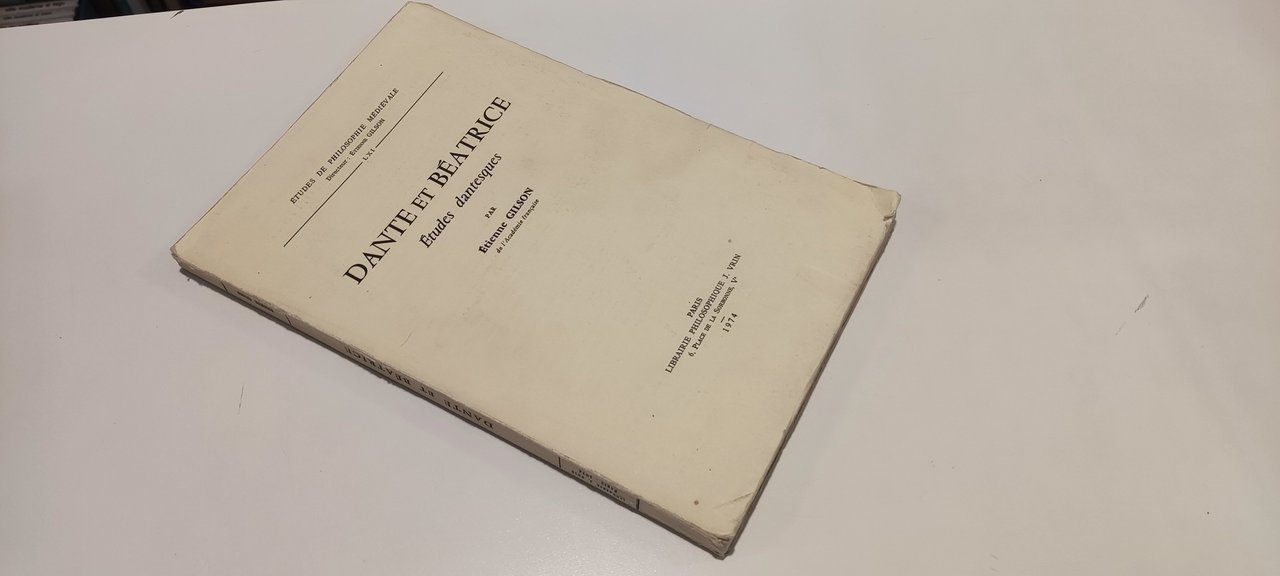 ÉTUDES DE PHILOSOPHIE MÉDIÉVALE
Directeur : Étienne GILSON
LXI
DANTE ET BÉATRICE
Études dantesques
PAR
Étienne GILSON
de l'Académie française
PARIS
LIBRAIRIE PHILOSOPHIQUE J. VRIN
6, PLACE DE LA SORBONNE, Vᵉ
1974
DANTE ET BÉATRICE